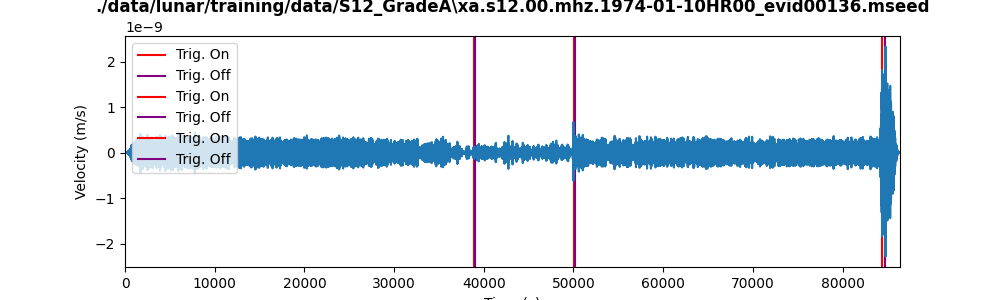 ./data/lunar/training/data/S12_GradeA\xa.s12.00.mhz.1974-01-10HR00_evid00136.mseed
1e−9
Trig. On
Trig. Off
Trig. On
Trig. Off
Trig. On
Trig. Off
2
1
0
−1
−2
Velocity (m/s)
0 10000 20000 30000 40000 50000 60000 70000 80000